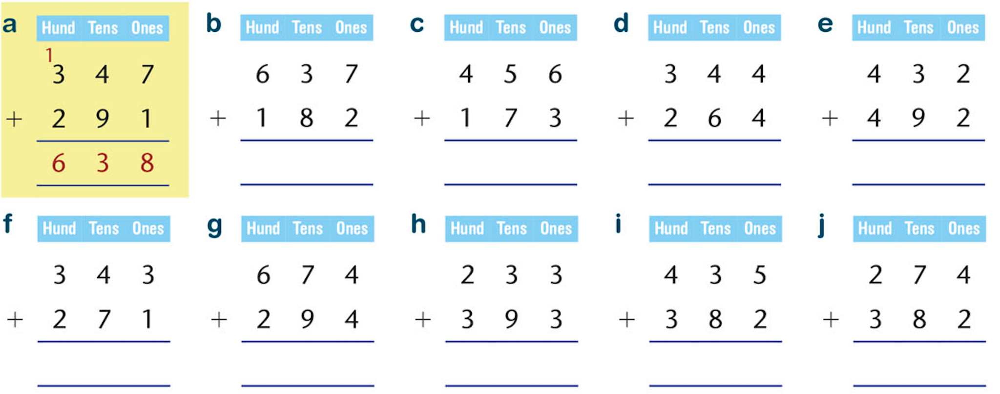 a Hund Tens Ones b Hund Tens Ones c Hund Tens Ones d Hund Tens Ones e Hund Tens Ones
1
3 4 7 6 3 7 4 5 6 3 4 4 4 3 2
+ 2 9 1 + 1 8 2 + 1 7 3 + 2 6 4 + 4 9 2
6 3 8
f Hund Tens Ones g Hund Tens Ones h Hund Tens Ones i Hund Tens Ones j Hund Tens Ones
3 4 3 6 7 4 2 3 3 4 3 5 2 7 4
+ 2 7 1 + 2 9 4 + 3 9 3 + 3 8 2 + 3 8 2